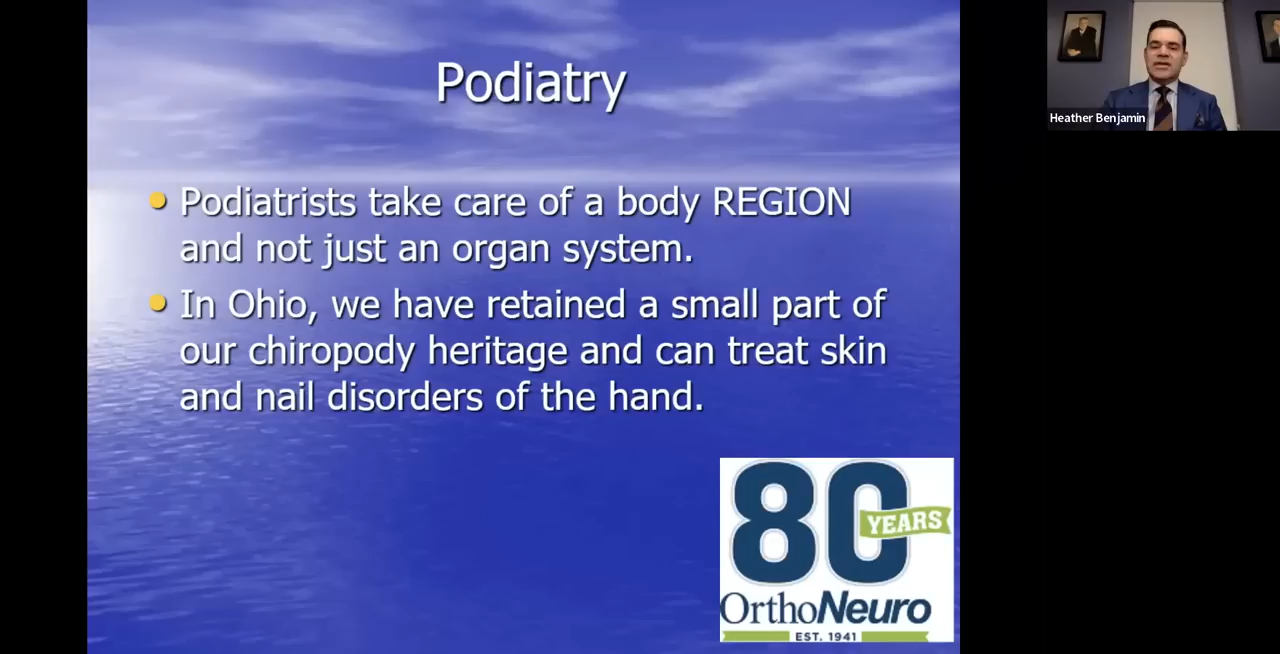 Podiatry
Podiatrists take care of a body REGION
and not just an organ system.
In Ohio, we have retained a small part of
our chiropody heritage and can treat skin
and nail disorders of the hand.
80
YEARS
OrthoNeuro
EST. 1941
Heather Benjamin